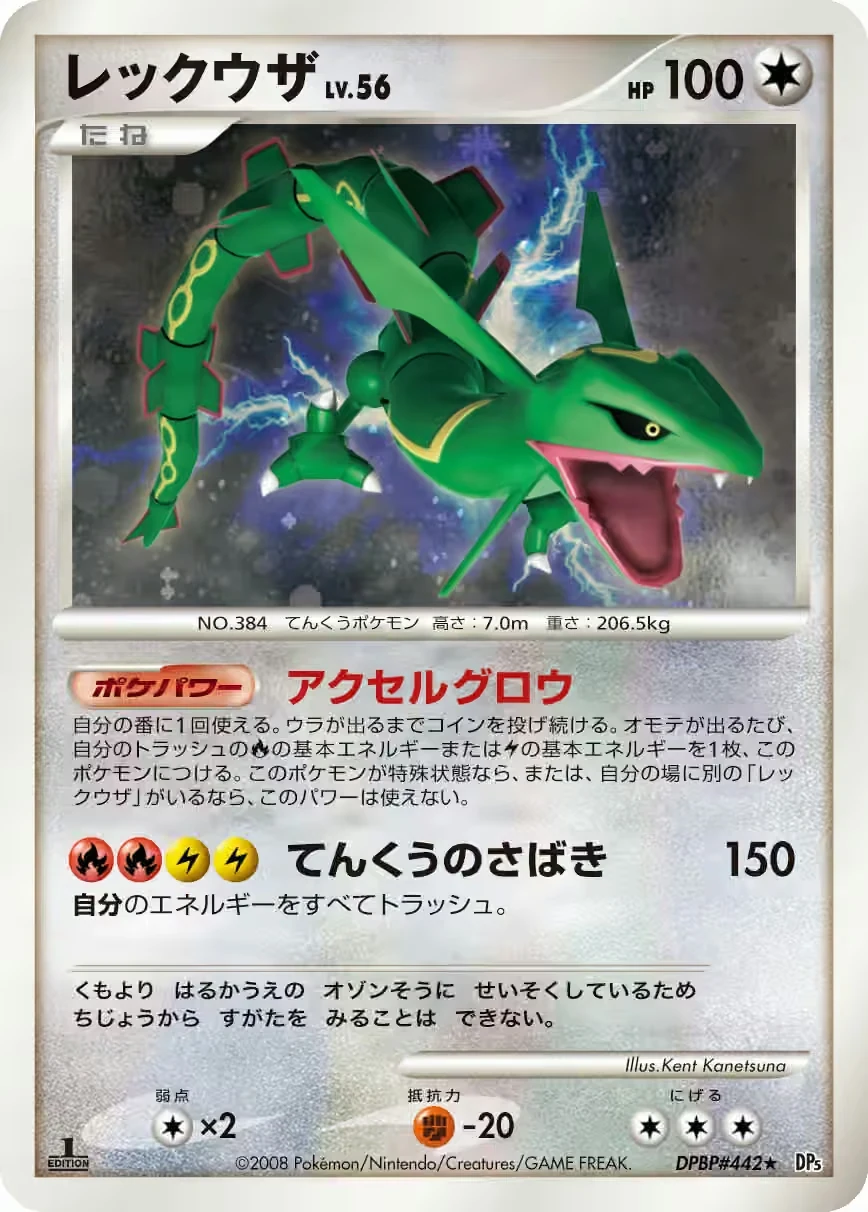 レックウザ LV.56 HP 100
たね
NO.384 てんくうポケモン 高さ：7.0m 重さ：206.5kg
ポケパワー アクセルグロウ
自分の番に1回使える。ウラが出るまでコインを投げ続ける。オモテが出るたび、
自分のトラッシュの🔥の基本エネルギーまたは⚡の基本エネルギーを1枚、この
ポケモンにつける。このポケモンが特殊状態なら、または、自分の場に別の「レッ
クウザ」がいるなら、このパワーは使えない。
てんくうのさばき 150
自分のエネルギーをすべてトラッシュ。
くもより はるかうえの オゾンそうに せいそくしているため
ちじょうから すがたを みることは できない。
Illus.Kent Kanetsuna
弱点 抵抗力 にげる
×2 -20
1 EDITION ©2008 Pokémon/Nintendo/Creatures/GAME FREAK. DPBP#442★ DP5